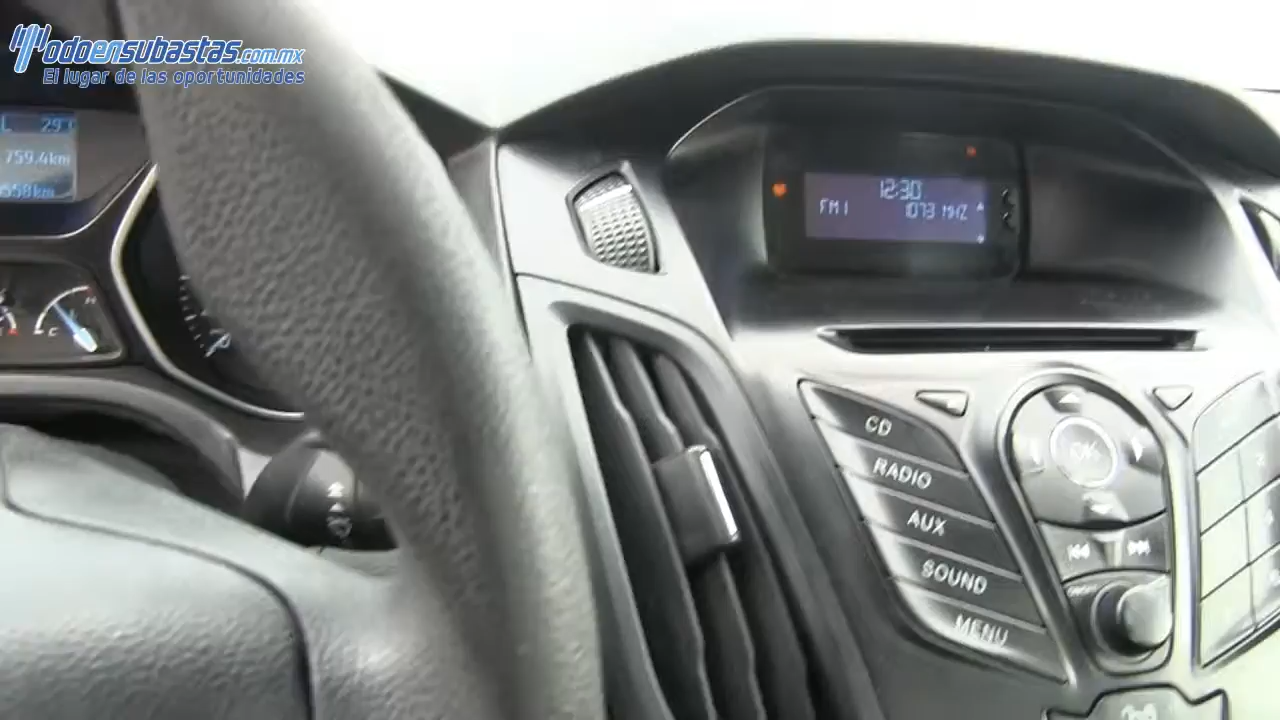 Todoensubastas.com.mx
El lugar de las oportunidades
29°
759.4km
558km
H
C
12:30
FM1 107.3 MHZ
CD
RADIO
AUX
SOUND
MENU
OK